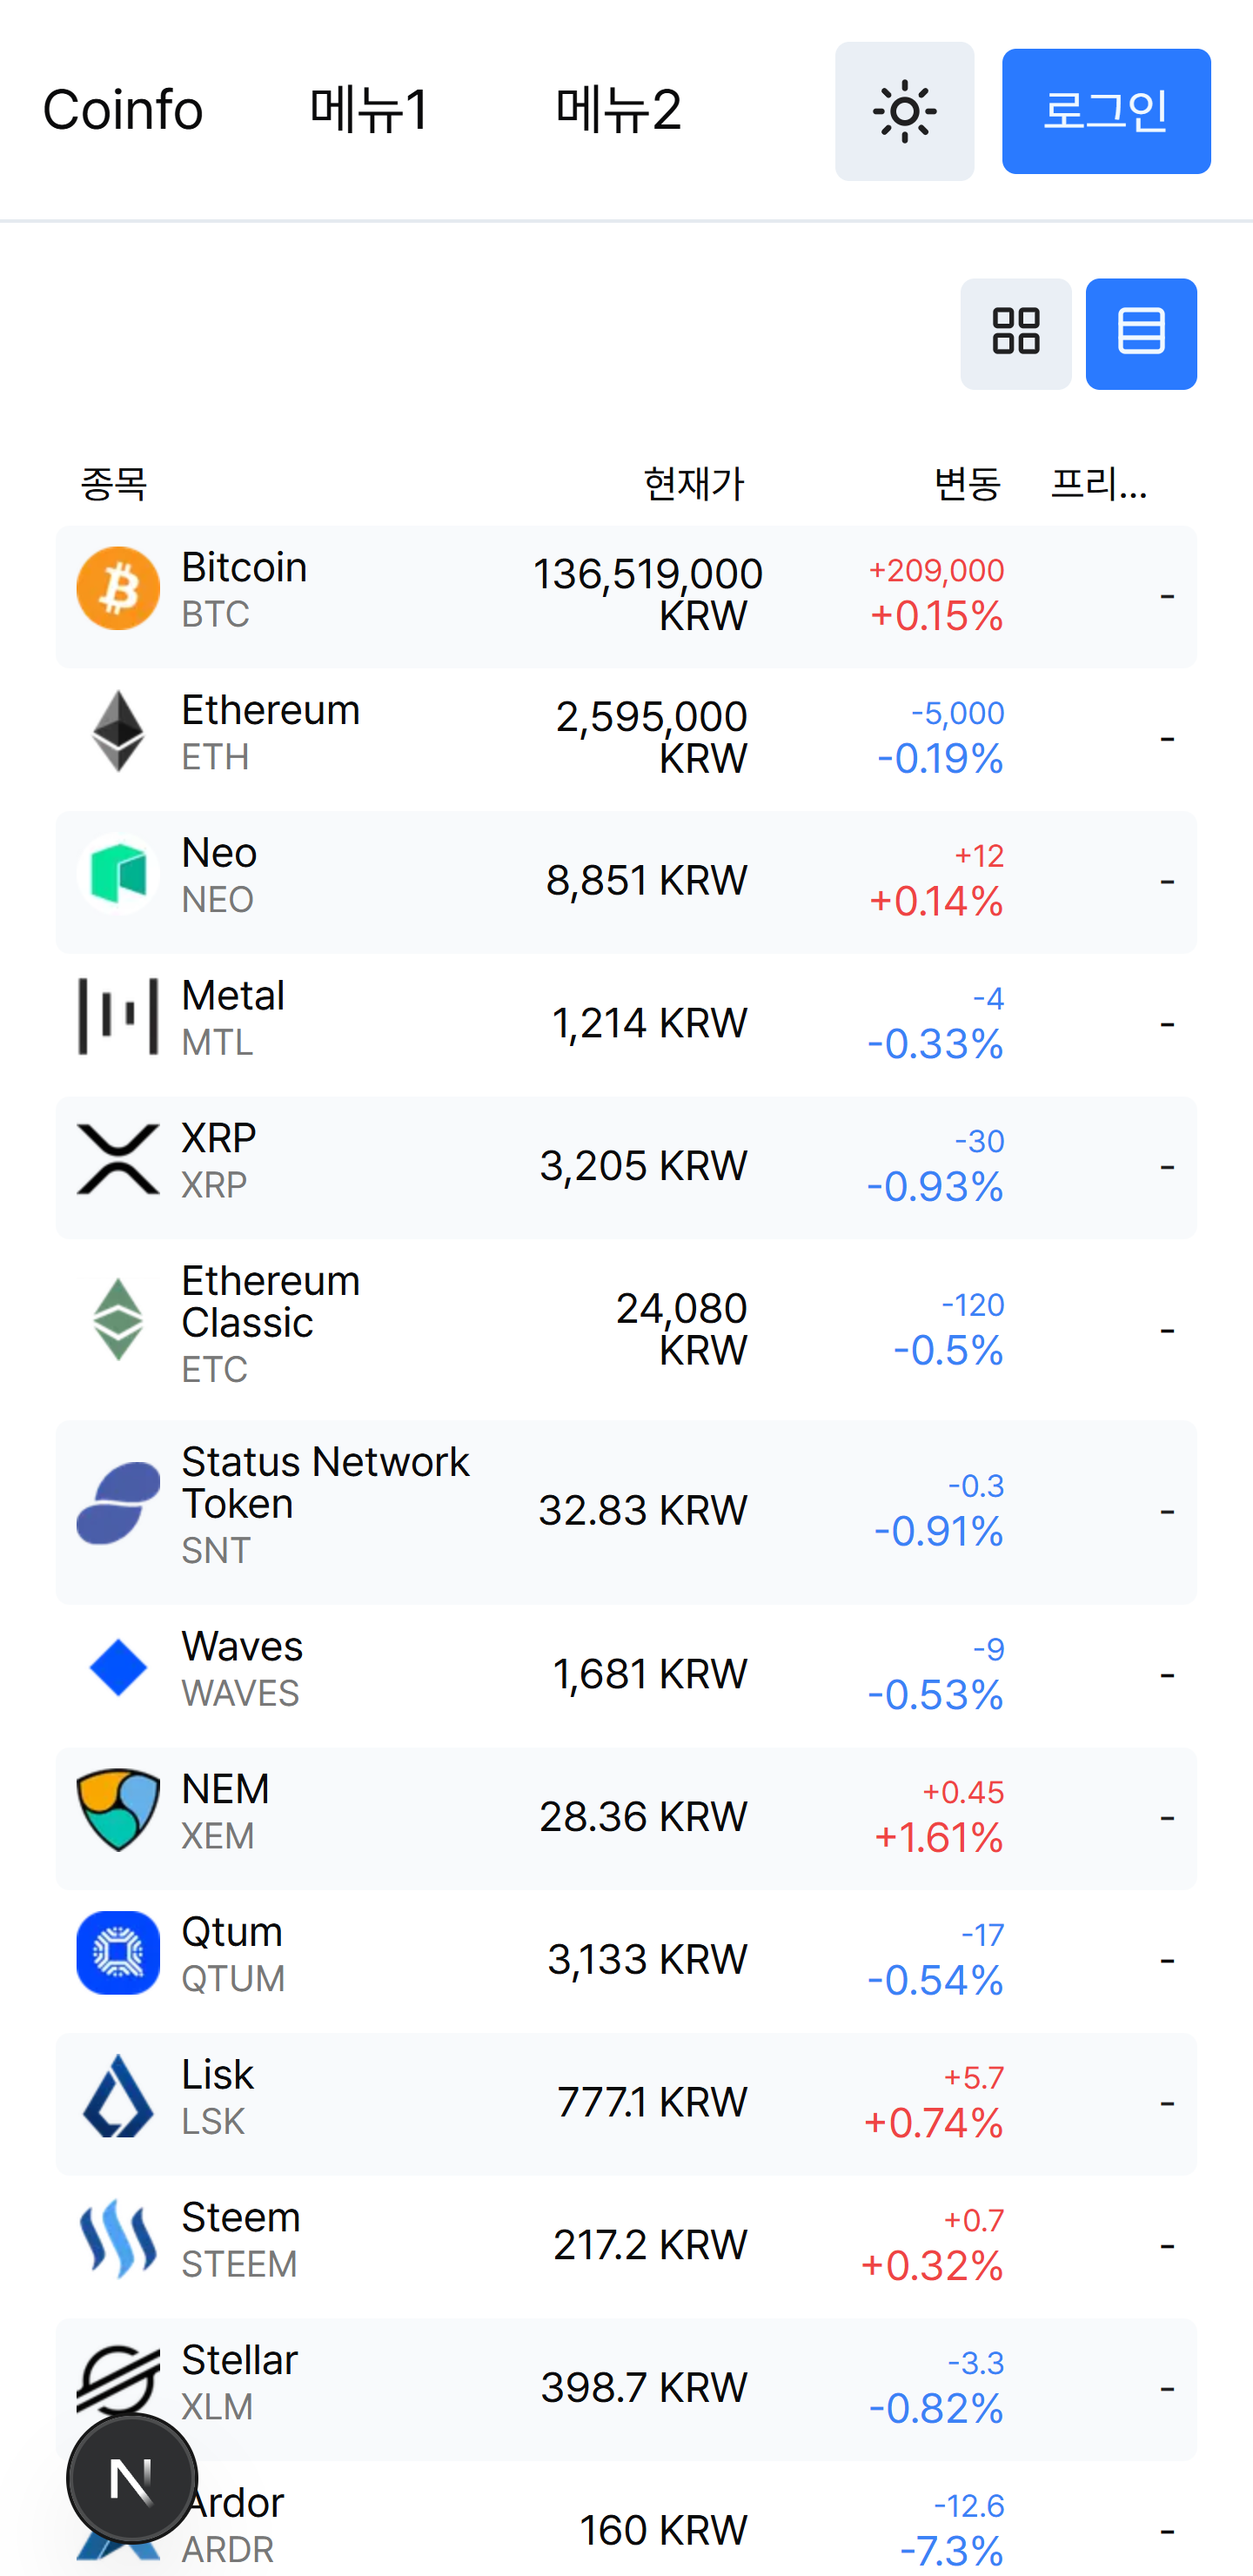 Coinfo 메뉴1 메뉴2 로그인
종목 현재가 변동 프리...
Bitcoin
BTC
136,519,000
KRW
+209,000
+0.15%
-
Ethereum
ETH
2,595,000
KRW
-5,000
-0.19%
-
Neo
NEO
8,851 KRW
+12
+0.14%
-
Metal
MTL
1,214 KRW
-4
-0.33%
-
XRP
XRP
3,205 KRW
-30
-0.93%
-
Ethereum
Classic
ETC
24,080
KRW
-120
-0.5%
-
Status Network
Token
SNT
32.83 KRW
-0.3
-0.91%
-
Waves
WAVES
1,681 KRW
-9
-0.53%
-
NEM
XEM
28.36 KRW
+0.45
+1.61%
-
Qtum
QTUM
3,133 KRW
-17
-0.54%
-
Lisk
LSK
777.1 KRW
+5.7
+0.74%
-
Steem
STEEM
217.2 KRW
+0.7
+0.32%
-
Stellar
XLM
398.7 KRW
-3.3
-0.82%
-
N
Ardor
ARDR
160 KRW
-12.6
-7.3%
-